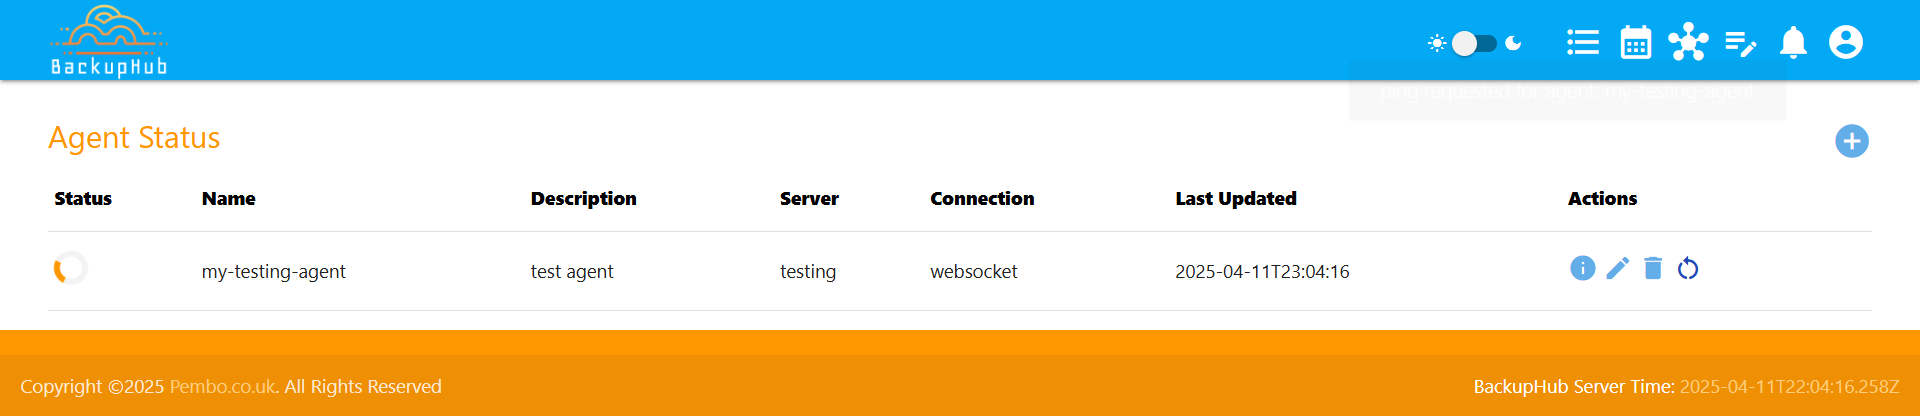 BackupHub
ping requested for agent: my-testing-agent
Agent Status
Status Name Description Server Connection Last Updated Actions
my-testing-agent test agent testing websocket 2025-04-11T23:04:16
Copyright ©2025 Pembo.co.uk. All Rights Reserved
BackupHub Server Time: 2025-04-11T22:04:16.258Z